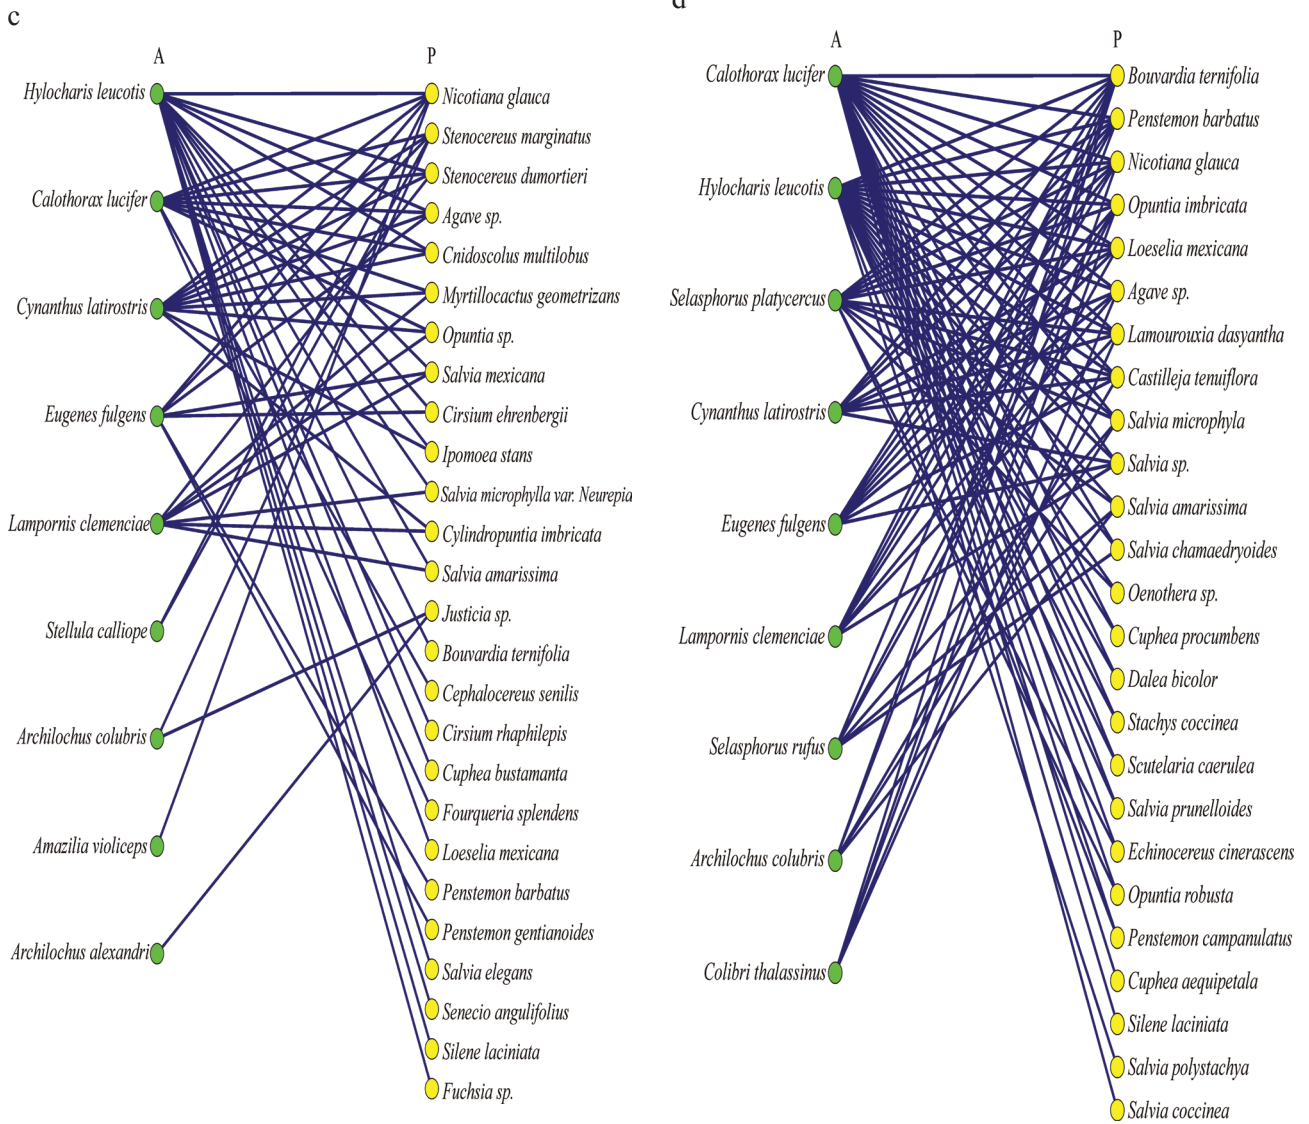 c
A
P
Hylocharis leucotis
Calothorax lucifer
Cynanthus latirostris
Eugenes fulgens
Lampornis clemenciae
Stellula calliope
Archilochus colubris
Amazilia violiceps
Archilochus alexandri
Nicotiana glauca
Stenocereus marginatus
Stenocereus dumortieri
Agave sp.
Cnidoscolus multilobus
Myrtillocactus geometrizans
Opuntia sp.
Salvia mexicana
Cirsium ehrenbergii
Ipomoea stans
Salvia microphylla var. Neurepia
Cylindropuntia imbricata
Salvia amarissima
Justicia sp.
Bouvardia ternifolia
Cephalocereus senilis
Cirsium rhaphilepis
Cuphea bustamanta
Fourqueria splendens
Loeselia mexicana
Penstemon barbatus
Penstemon gentianoides
Salvia elegans
Senecio angulifolius
Silene laciniata
Fuchsia sp.
d
A
P
Calothorax lucifer
Hylocharis leucotis
Selasphorus platycercus
Cynanthus latirostris
Eugenes fulgens
Lampornis clemenciae
Selasphorus rufus
Archilochus colubris
Colibri thalassinus
Bouvardia ternifolia
Penstemon barbatus
Nicotiana glauca
Opuntia imbricata
Loeselia mexicana
Agave sp.
Lamourouxia dasyantha
Castilleja tenuiflora
Salvia microphyla
Salvia sp.
Salvia amarissima
Salvia chamaedryoides
Oenothera sp.
Cuphea procumbens
Dalea bicolor
Stachys coccinea
Scutelaria caerulea
Salvia prunelloides
Echinocereus cinerascens
Opuntia robusta
Penstemon campanulatus
Cuphea aequipetala
Silene laciniata
Salvia polystachya
Salvia coccinea